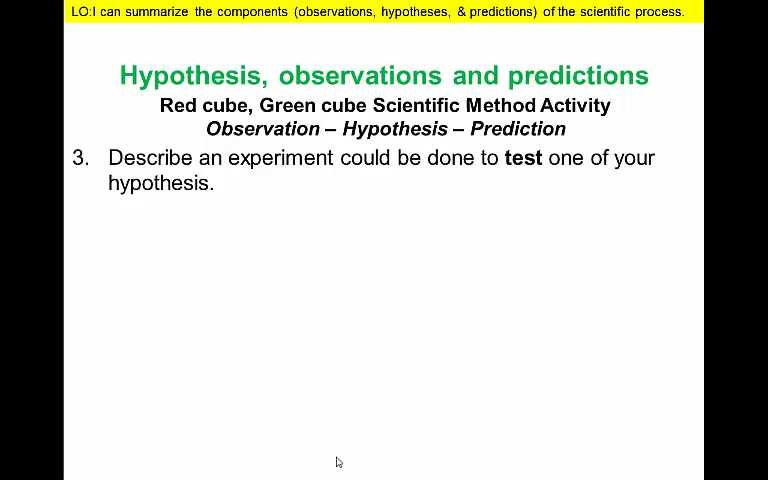 LO:I can summarize the components (observations, hypotheses, & predictions) of the scientific process.
Hypothesis, observations and predictions
Red cube, Green cube Scientific Method Activity
Observation – Hypothesis – Prediction
3. Describe an experiment could be done to test one of your
hypothesis.